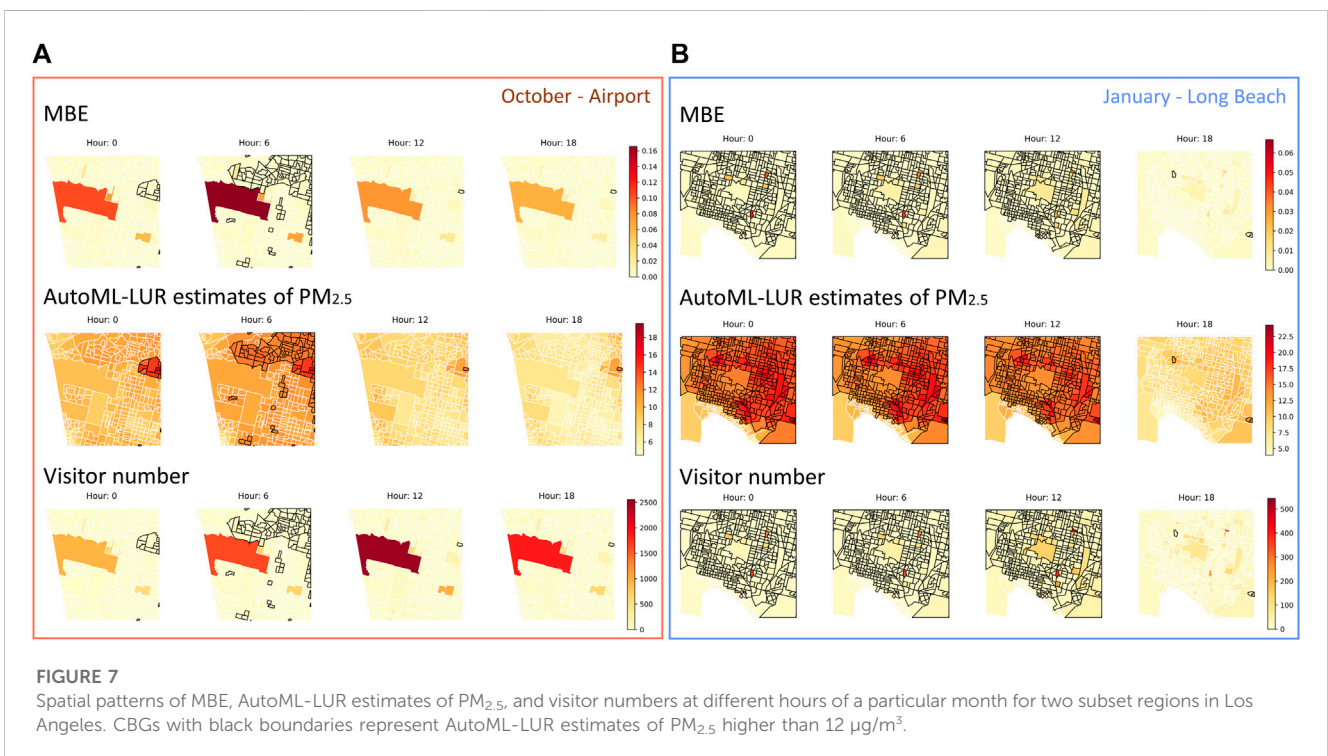 A
B
October - Airport
MBE
Hour: 0
Hour: 6
Hour: 12
Hour: 18
0.16
0.14
0.12
0.10
0.08
0.06
0.04
0.02
0.00
AutoML-LUR estimates of PM2.5
Hour: 0
Hour: 6
Hour: 12
Hour: 18
18
16
14
12
10
8
6
Visitor number
Hour: 0
Hour: 6
Hour: 12
Hour: 18
2500
2000
1500
1000
500
0
January - Long Beach
MBE
Hour: 0
Hour: 6
Hour: 12
Hour: 18
0.06
0.05
0.04
0.03
0.02
0.01
0.00
AutoML-LUR estimates of PM2.5
Hour: 0
Hour: 6
Hour: 12
Hour: 18
22.5
20.0
17.5
15.0
12.5
10.0
7.5
5.0
Visitor number
Hour: 0
Hour: 6
Hour: 12
Hour: 18
500
400
300
200
100
0
FIGURE 7
Spatial patterns of MBE, AutoML-LUR estimates of PM2.5, and visitor numbers at different hours of a particular month for two subset regions in Los
Angeles. CBGs with black boundaries represent AutoML-LUR estimates of PM2.5 higher than 12 μg/m³.